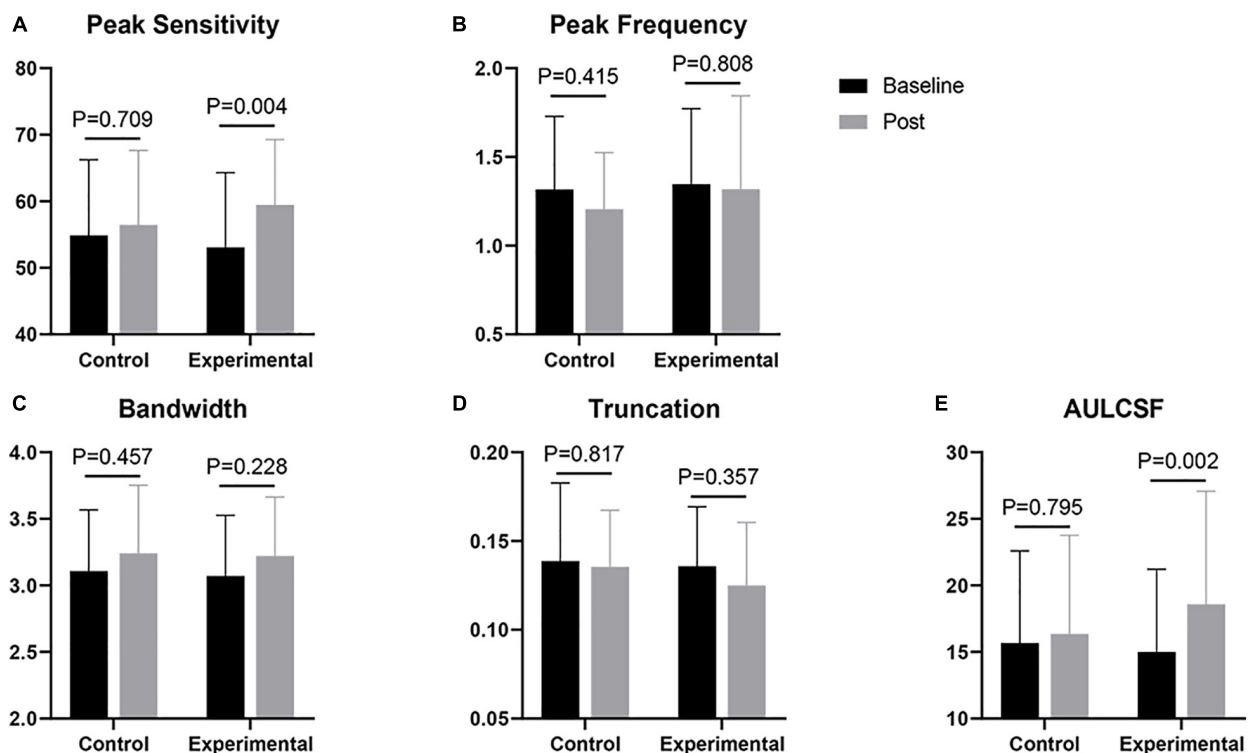 A Peak Sensitivity
80
70
60
50
40
P=0.709
P=0.004
Control Experimental
B Peak Frequency
2.0
1.5
1.0
0.5
P=0.415
P=0.808
Control Experimental
Baseline
Post
C Bandwidth
4.0
3.5
3.0
2.5
2.0
P=0.457
P=0.228
Control Experimental
D Truncation
0.20
0.15
0.10
0.05
P=0.817
P=0.357
Control Experimental
E AULCSF
30
25
20
15
10
P=0.795
P=0.002
Control Experimental